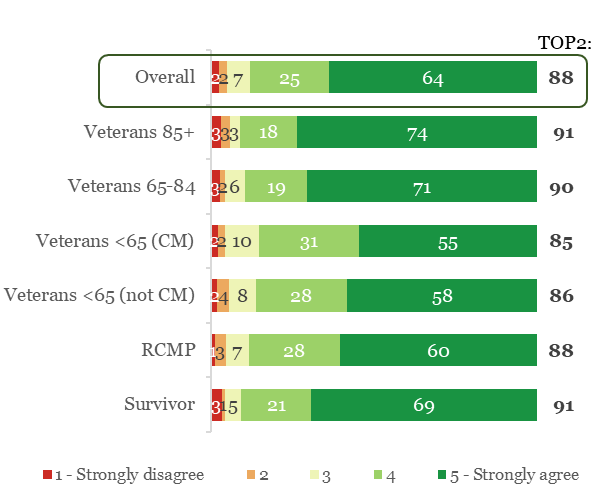 TOP2:
Overall 2 2 7 25 64 88
Veterans 85+ 3 3 3 18 74 91
Veterans 65-84 3 2 6 19 71 90
Veterans <65 (CM) 2 2 10 31 55 85
Veterans <65 (not CM) 2 4 8 28 58 86
RCMP 1 3 7 28 60 88
Survivor 3 1 5 21 69 91
1 - Strongly disagree 2 3 4 5 - Strongly agree